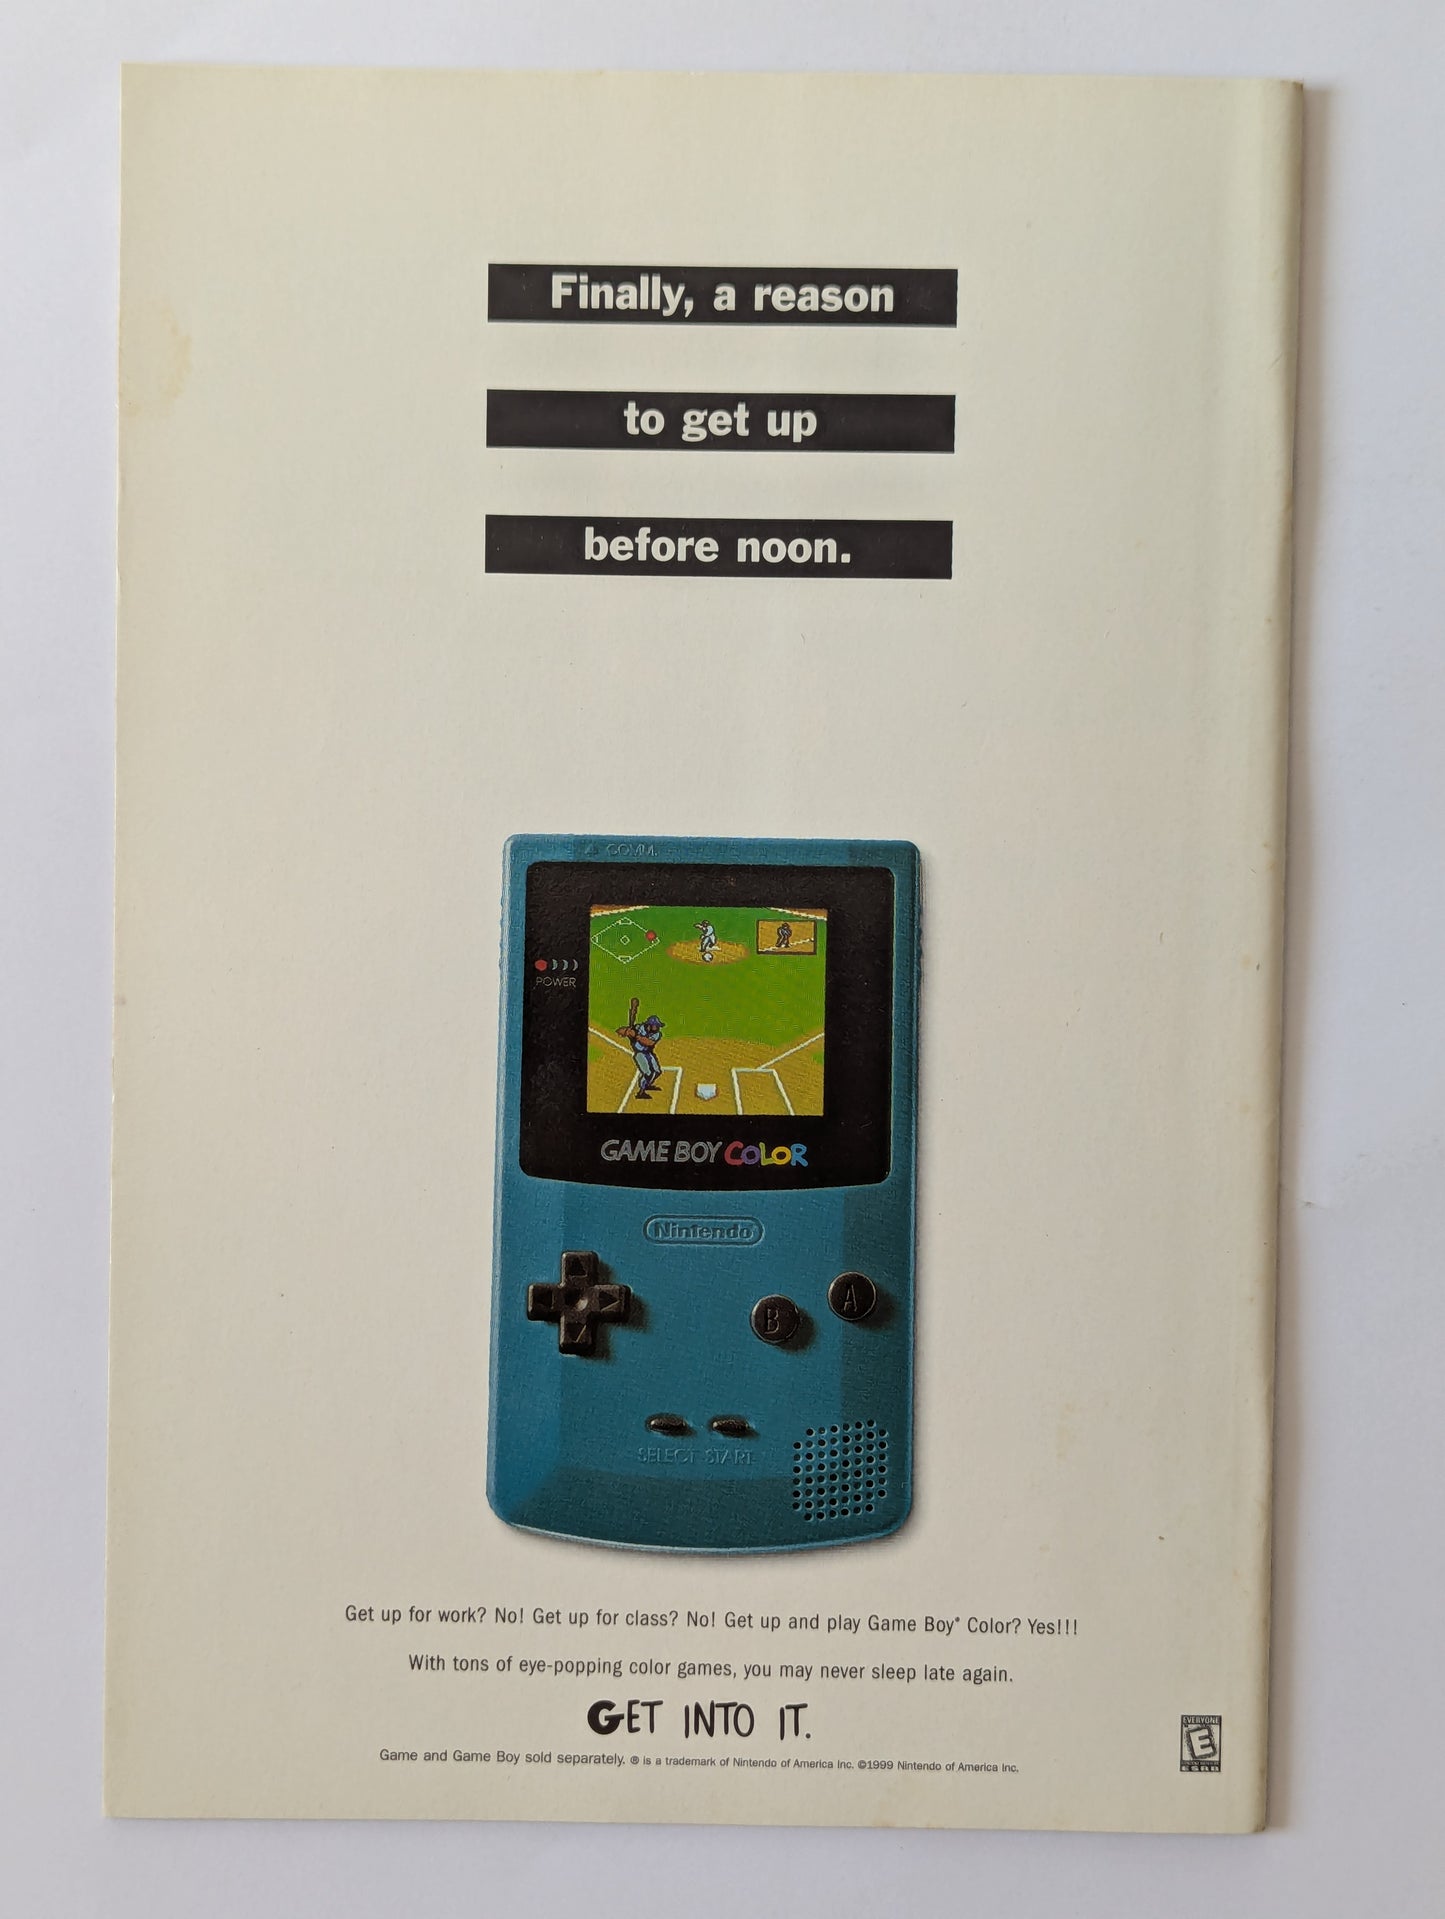 Finally, a reason
to get up
before noon.
COMM.
POWER
GAME BOY COLOR
Nintendo
B A
SELECT START
Get up for work? No! Get up for class? No! Get up and play Game Boy® Color? Yes!!!
With tons of eye-popping color games, you may never sleep late again.
GET INTO IT.
Game and Game Boy sold separately. ® is a trademark of Nintendo of America Inc. ©1999 Nintendo of America Inc.
EVERYONE
E
ESRB